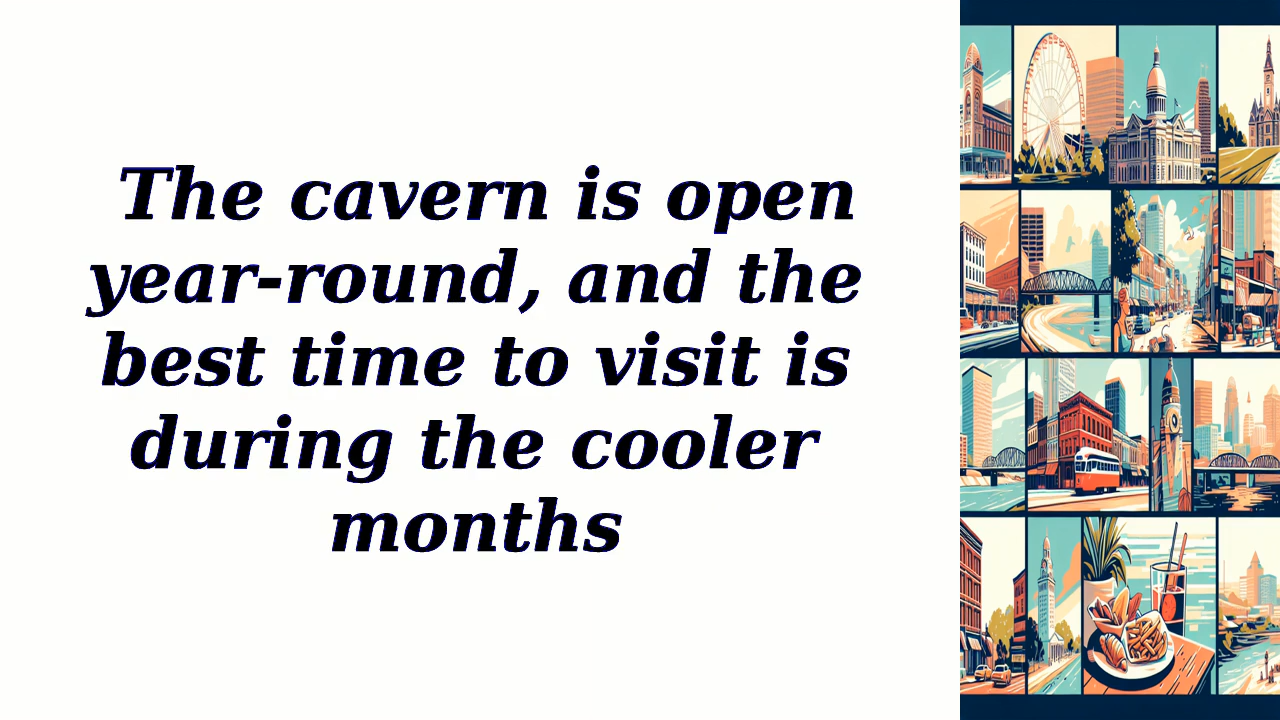 The cavern is open
year-round, and the
best time to visit is
during the cooler
months